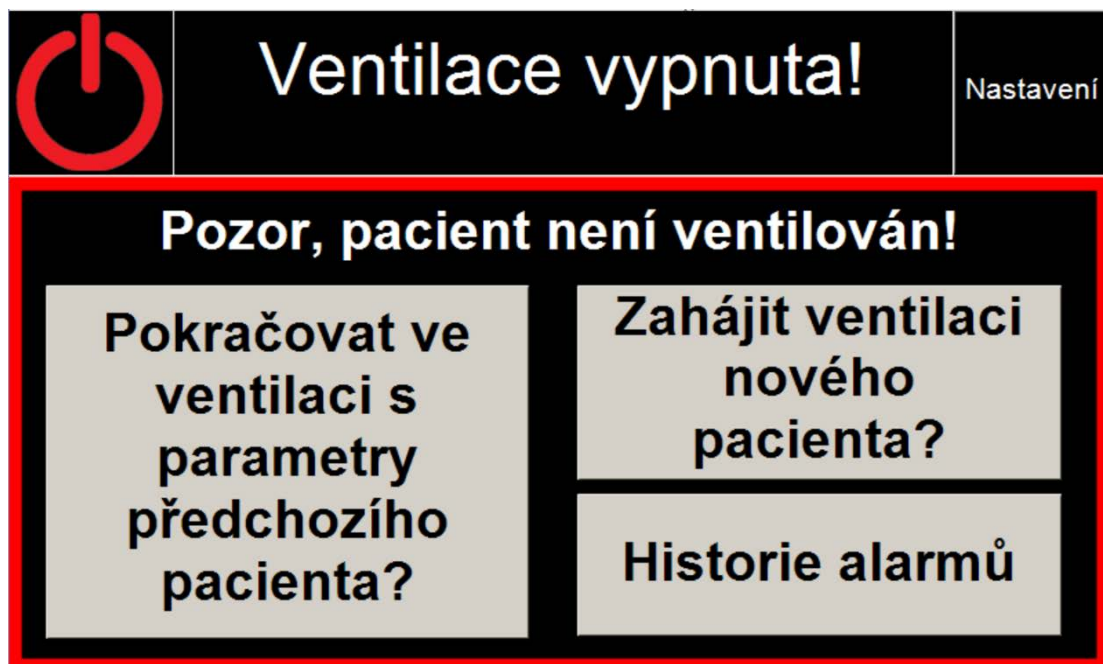 Ventilace vypnuta!
Nastavení
Pozor, pacient není ventilován!
Pokračovat ve
ventilaci s
parametry
předchozího
pacienta?
Zahájit ventilaci
nového
pacienta?
Historie alarmů